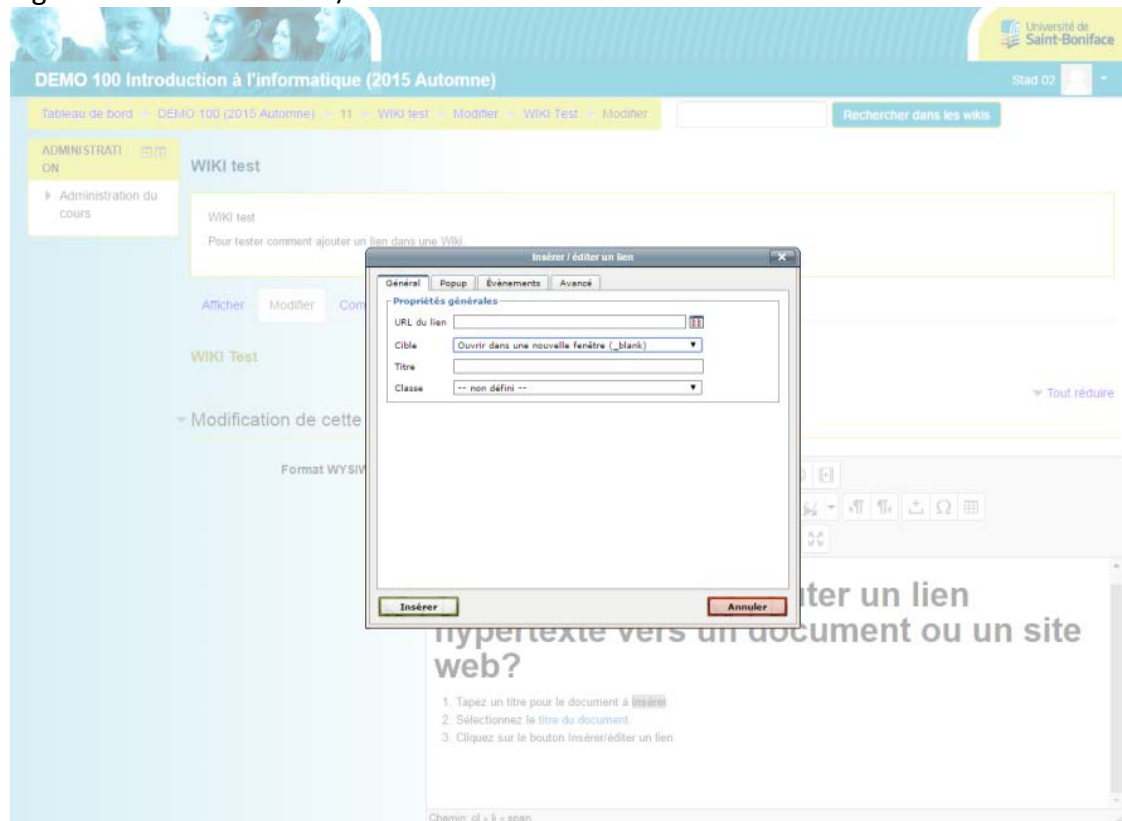 Université de
Saint-Boniface
DEMO 100 Introduction à l'informatique (2015 Automne)
Stad 02
Tableau de bord DEMO 100 (2015 Automne) 11 WIKI test Modifier WIKI Test Modifier
Rechercher dans les wikis
ADMINISTRATI
ON
Administration du
cours
WIKI test
WIKI test
Pour tester comment ajouter un lien dans une Wiki.
Afficher Modifier Com
WIKI Test
Tout réduire
Modification de cette
Format WYSIW
Insérer / éditer un lien
Général Popup Évènements Avancé
Propriétés générales
URL du lien
Cible Ouvrir dans une nouvelle fenêtre (_blank)
Titre
Classe -- non défini --
Insérer Annuler
ter un lien
hypertexte vers un document ou un site
web?
1. Tapez un titre pour le document à insérer
2. Sélectionnez le titre du document.
3. Cliquez sur le bouton Insérer/éditer un lien
Chemin: ol » li » span